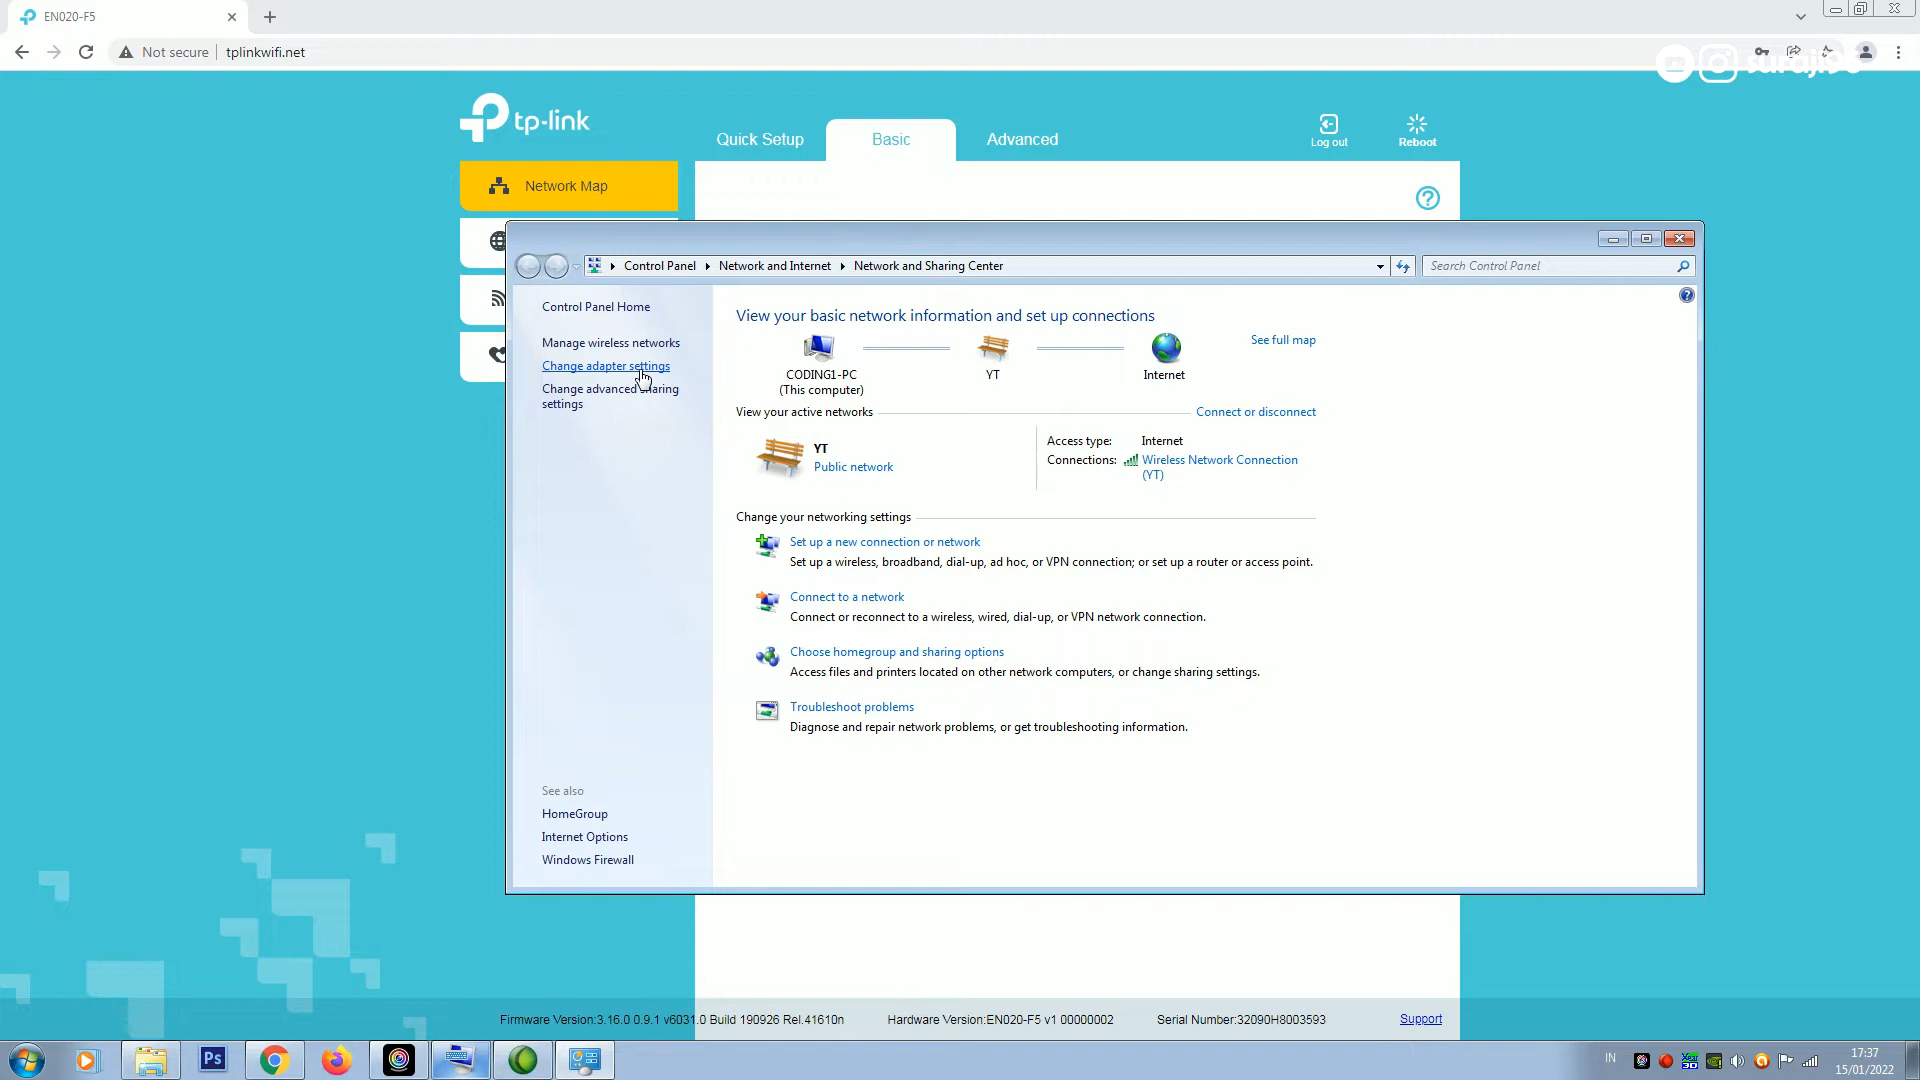 EN020-F5
Not secure
tplinkwifi.net
tp-link
Quick Setup
Basic
Advanced
Log out
Reboot
Network Map
Control Panel
Network and Internet
Network and Sharing Center
Search Control Panel
Control Panel Home
Manage wireless networks
Change adapter settings
Change advanced sharing
settings
View your basic network information and set up connections
See full map
CODING1-PC
(This computer)
YT
Internet
View your active networks
Connect or disconnect
YT
Public network
Access type:
Internet
Connections:
Wireless Network Connection
(YT)
Change your networking settings
Set up a new connection or network
Set up a wireless, broadband, dial-up, ad hoc, or VPN connection; or set up a router or access point.
Connect to a network
Connect or reconnect to a wireless, wired, dial-up, or VPN network connection.
Choose homegroup and sharing options
Access files and printers located on other network computers, or change sharing settings.
Troubleshoot problems
Diagnose and repair network problems, or get troubleshooting information.
See also
HomeGroup
Internet Options
Windows Firewall
Firmware Version:3.16.0 0.9.1 v6031.0 Build 190926 Rel.41610n
Hardware Version:EN020-F5 v1 00000002
Serial Number:32090H8003593
Support
Ps
IN
17:37
15/01/2022